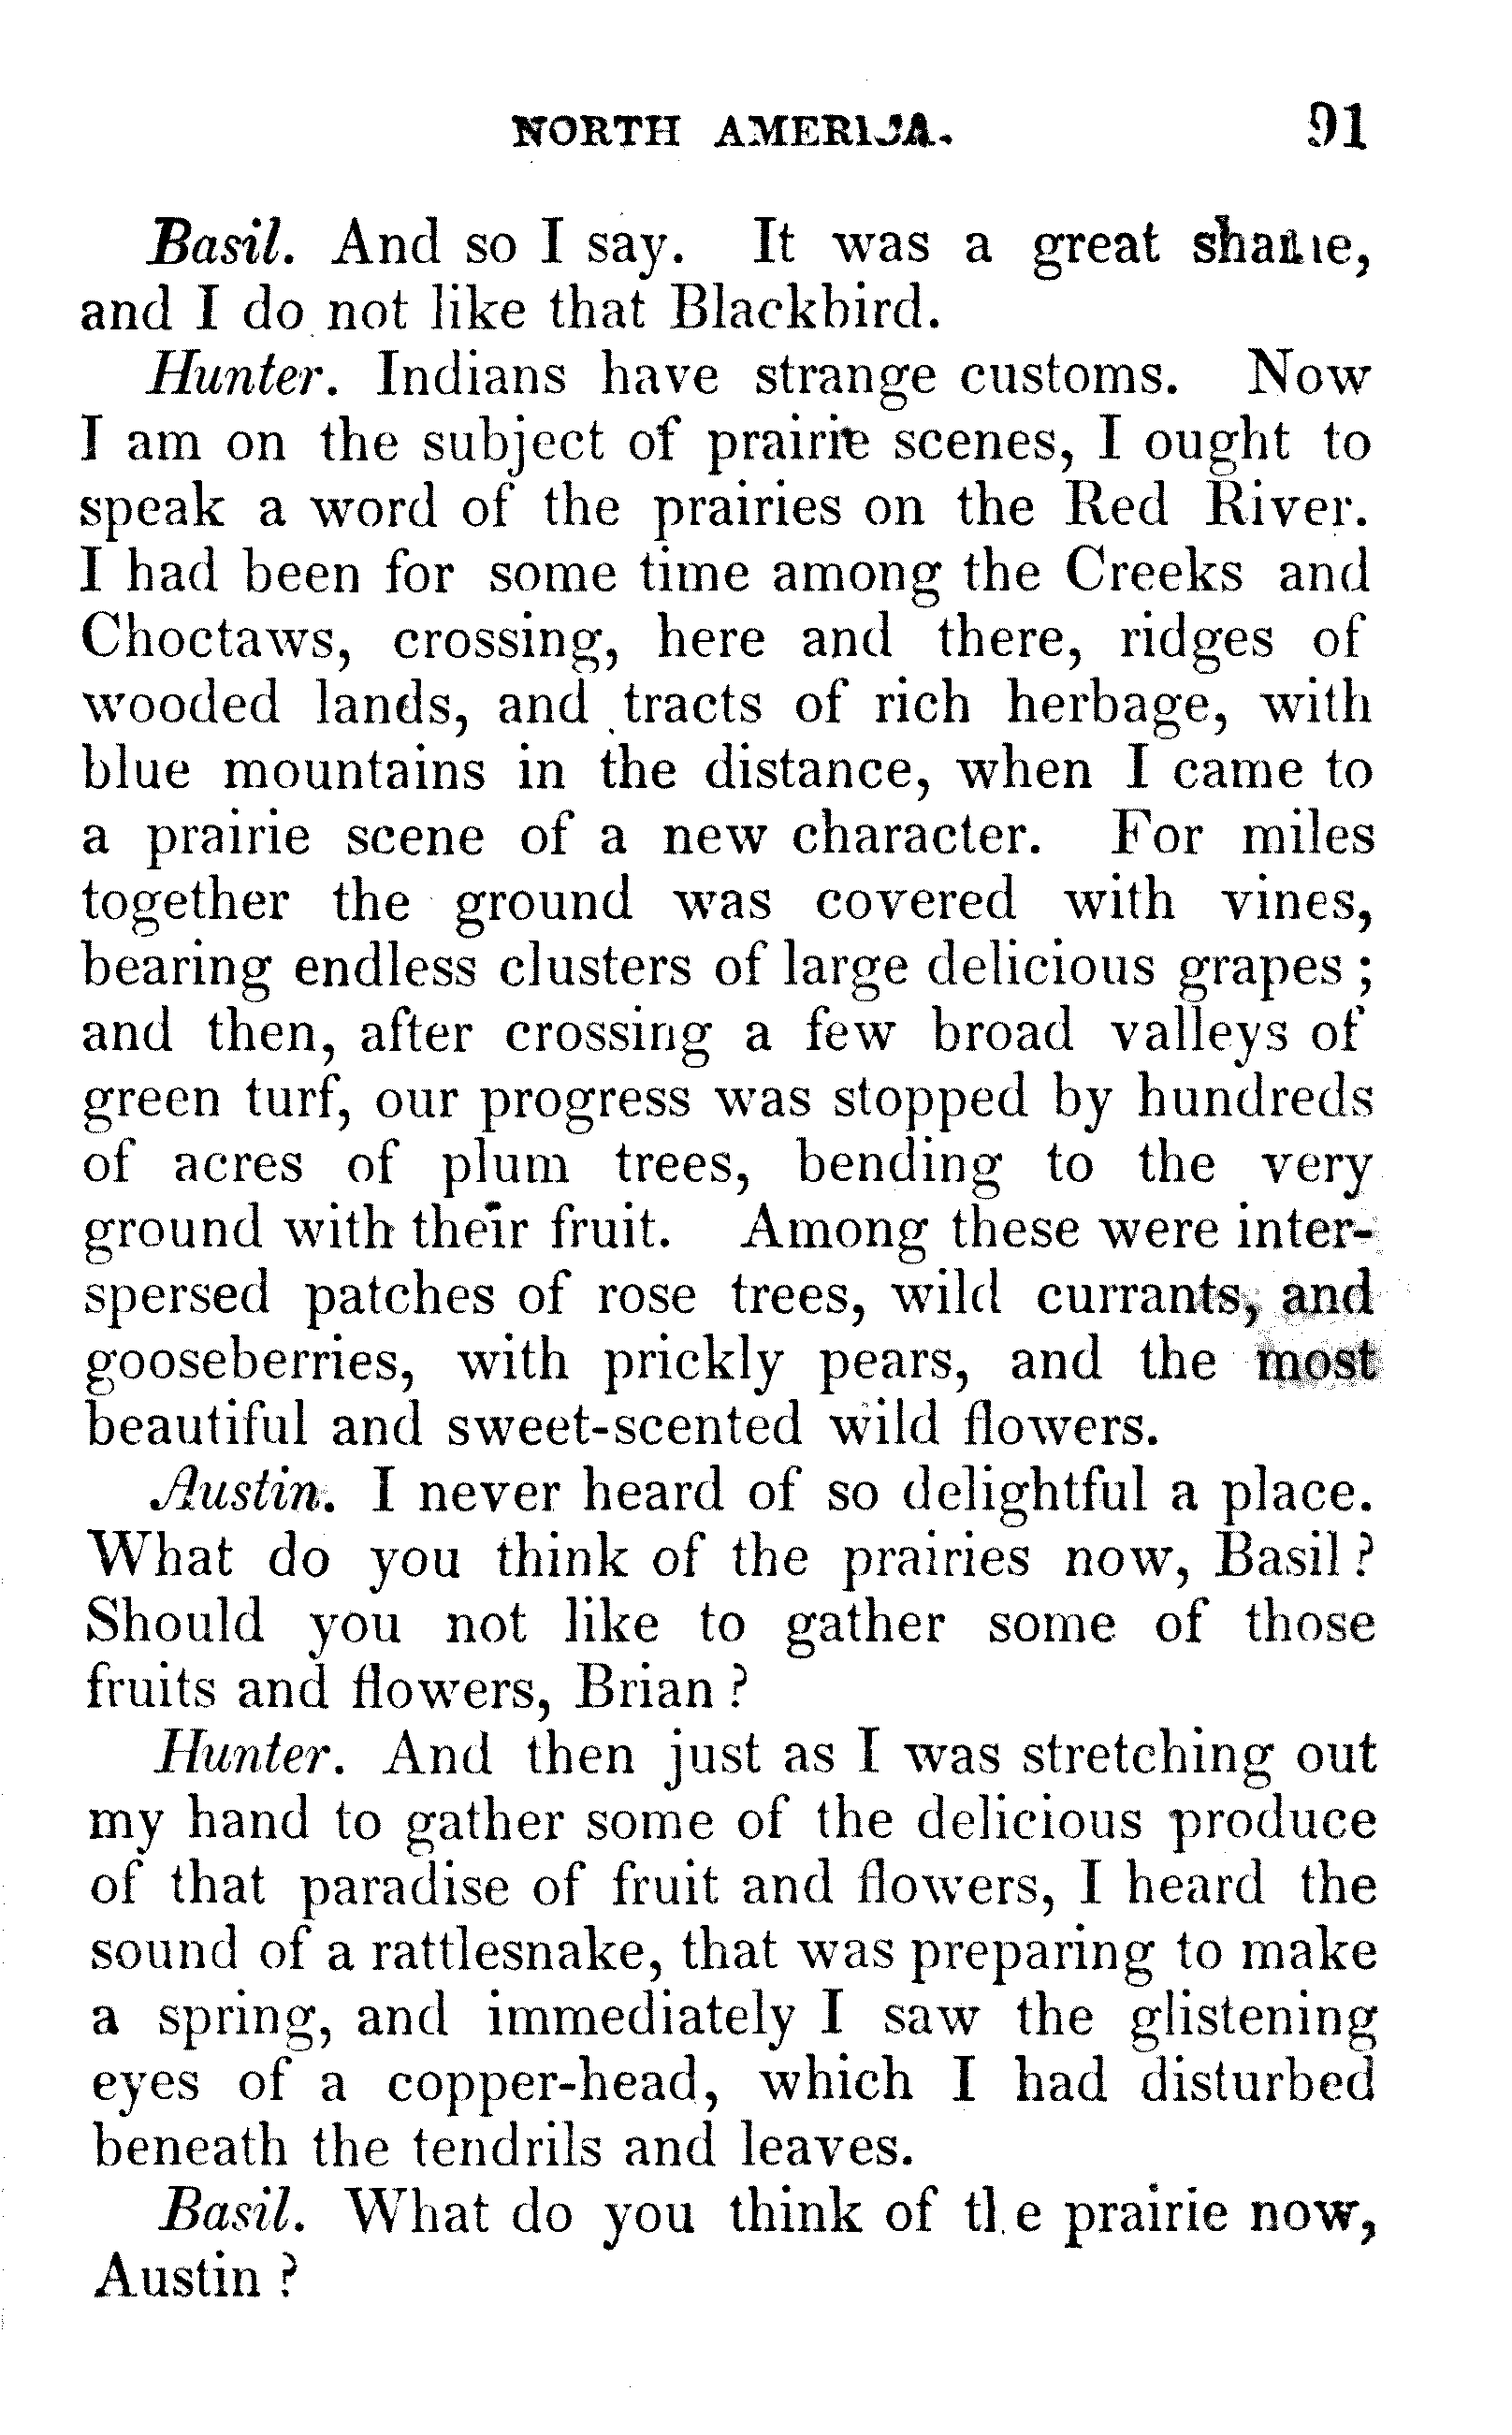 NORTH AMERICA. 91
Basil. And so I say. It was a great shame,
and I do not like that Blackbird.
Hunter. Indians have strange customs. Now
I am on the subject of prairie scenes, I ought to
speak a word of the prairies on the Red River.
I had been for some time among the Creeks and
Choctaws, crossing, here and there, ridges of
wooded lands, and tracts of rich herbage, with
blue mountains in the distance, when I came to
a prairie scene of a new character. For miles
together the ground was covered with vines,
bearing endless clusters of large delicious grapes ;
and then, after crossing a few broad valleys of
green turf, our progress was stopped by hundreds
of acres of plum trees, bending to the very
ground with their fruit. Among these were inter-
spersed patches of rose trees, wild currants, and
gooseberries, with prickly pears, and the most
beautiful and sweet-scented wild flowers.
Austin. I never heard of so delightful a place.
What do you think of the prairies now, Basil ?
Should you not like to gather some of those
fruits and flowers, Brian ?
Hunter. And then just as I was stretching out
my hand to gather some of the delicious produce
of that paradise of fruit and flowers, I heard the
sound of a rattlesnake, that was preparing to make
a spring, and immediately I saw the glistening
eyes of a copper-head, which I had disturbed
beneath the tendrils and leaves.
Basil. What do you think of the prairie now,
Austin ?